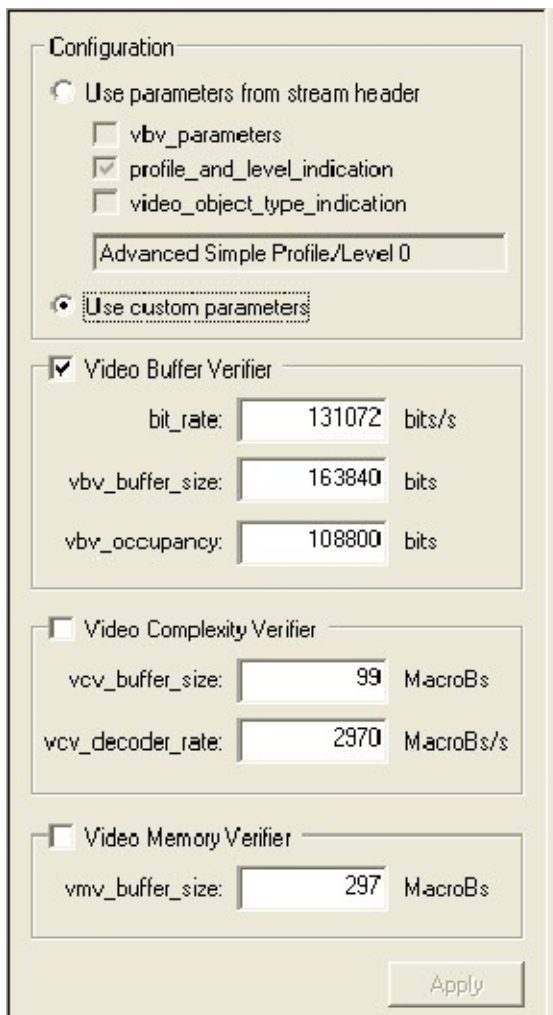 Configuration
Use parameters from stream header
vbv_parameters
profile_and_level_indication
video_object_type_indication
Advanced Simple Profile./Level 0
Use custom parameters
Video Buffer Verifier
bit_rate: 131072 bits/s
vbv_buffer_size: 163840 bits
vbv_occupancy: 108800 bits
Video Complexity Verifier
vcv_buffer_size: 99 MacroBs
vcv_decoder_rate: 2970 MacroBs/s
Video Memory Verifier
vmv_buffer_size: 297 MacroBs
Apply